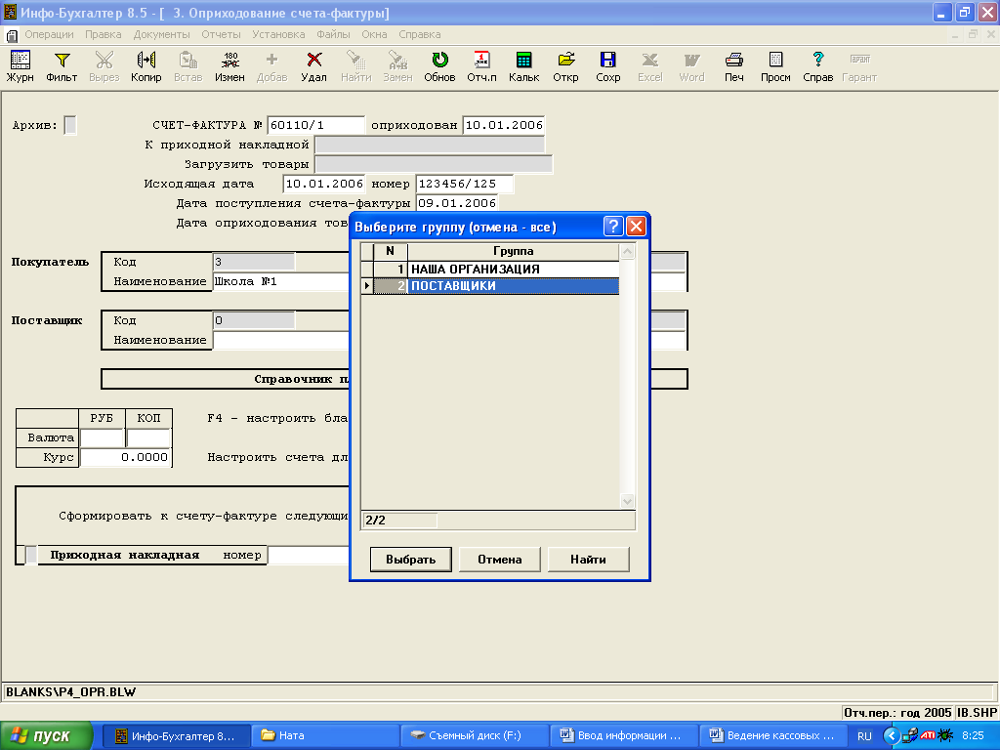 Инфо-Бухгалтер 8.5 - [ 3. Оприходование счета-фактуры]
Операции Правка Документы Отчеты Установка Файлы Окна Справка
Журн Фильт Вырез Копир Встав Измен Добав Удал Найти Замен Обнов Отч.п Кальк Откр Сохр Excel Word Печ Просм Справ Гарант
Архив: СЧЕТ-ФАКТУРА № 60110/1 оприходован 10.01.2006
К приходной накладной
Загрузить товары
Исходящая дата 10.01.2006 номер 123456/125
Дата поступления счета-фактуры 09.01.2006
Дата оприходования тов
Выберите группу (отмена - все)
N Группа
1 НАША ОРГАНИЗАЦИЯ
2 ПОСТАВЩИКИ
2/2
Выбрать Отмена Найти
Покупатель Код 3
Наименование Школа №1
Поставщик Код 0
Наименование
Справочник п
РУБ КОП F4 - настроить бла
Валюта
Курс 0.0000 Настроить счета дл
Сформировать к счету-фактуре следующи
Приходная накладная номер
BLANKS\P4_OPR.BLW
Отч.пер.: год 2005 IB.SHP
пуск Инфо-Бухгалтер 8... Ната Съемный диск (F:) Ввод информации ... Ведение кассовых ... RU 8:25